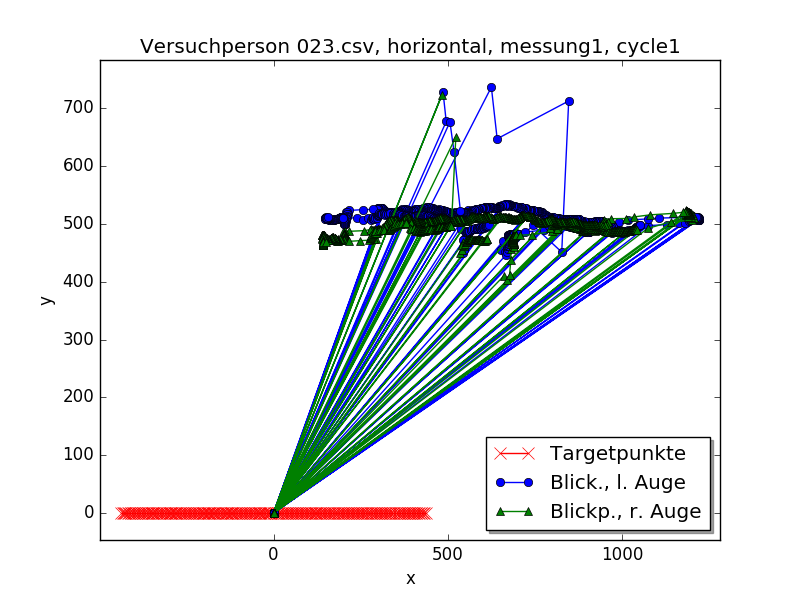 Versuchperson 023.csv, horizontal, messung1, cycle1
y
700
600
500
400
300
200
100
0
0 500 1000
x
Targetpunkte
Blick., l. Auge
Blickp., r. Auge